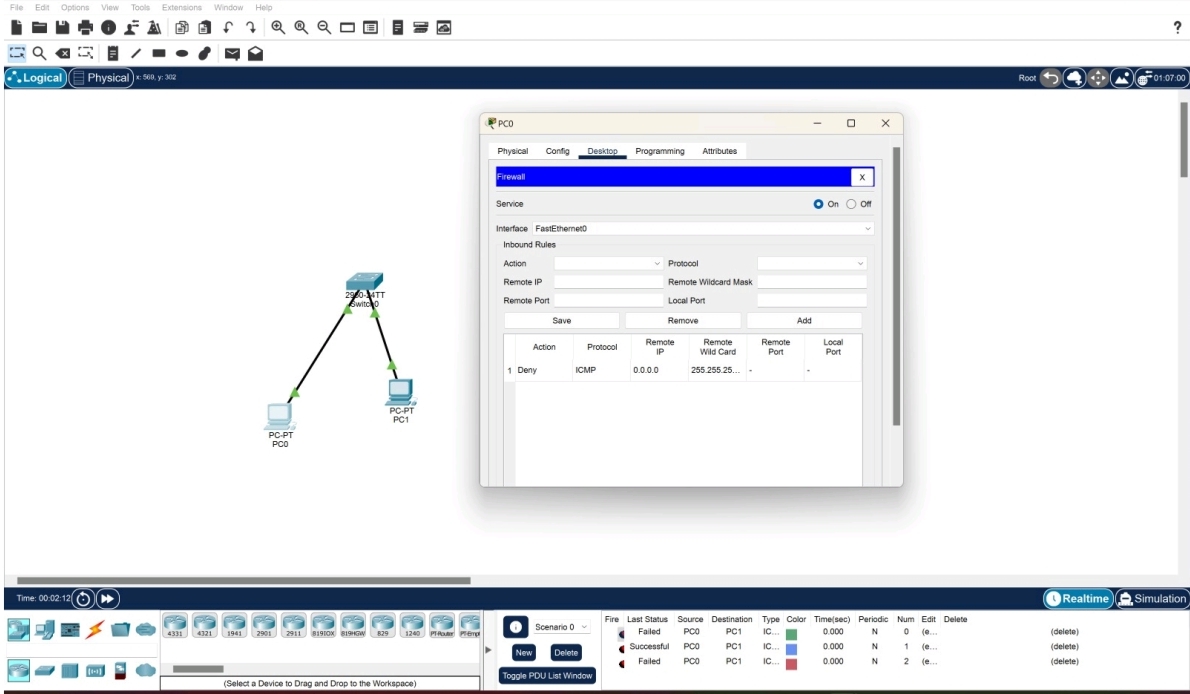 File Edit Options View Tools Extensions Window Help
?
Logical Physical x: 569, y: 302 Root 01:07:00
PC0
Physical Config Desktop Programming Attributes
Firewall X
Service On Off
Interface FastEthernet0
Inbound Rules
Action Protocol
Remote IP Remote Wildcard Mask
Remote Port Local Port
Save Remove Add
Action Protocol Remote IP Remote Wild Card Remote Port Local Port
1 Deny ICMP 0.0.0.0 255.255.25... - -
2960-24TT
Switch0
PC-PT
PC1
PC-PT
PC0
Time: 00:02:12 Realtime Simulation
4331 4321 1941 2901 2911 819IOX 819HGW 829 1240 PT-Router PT-Empt
(Select a Device to Drag and Drop to the Workspace)
Scenario 0
New Delete
Toggle PDU List Window
Fire Last Status Source Destination Type Color Time(sec) Periodic Num Edit Delete
Failed PC0 PC1 IC... 0.000 N 0 (e... (delete)
Successful PC0 PC1 IC... 0.000 N 1 (e... (delete)
Failed PC0 PC1 IC... 0.000 N 2 (e... (delete)